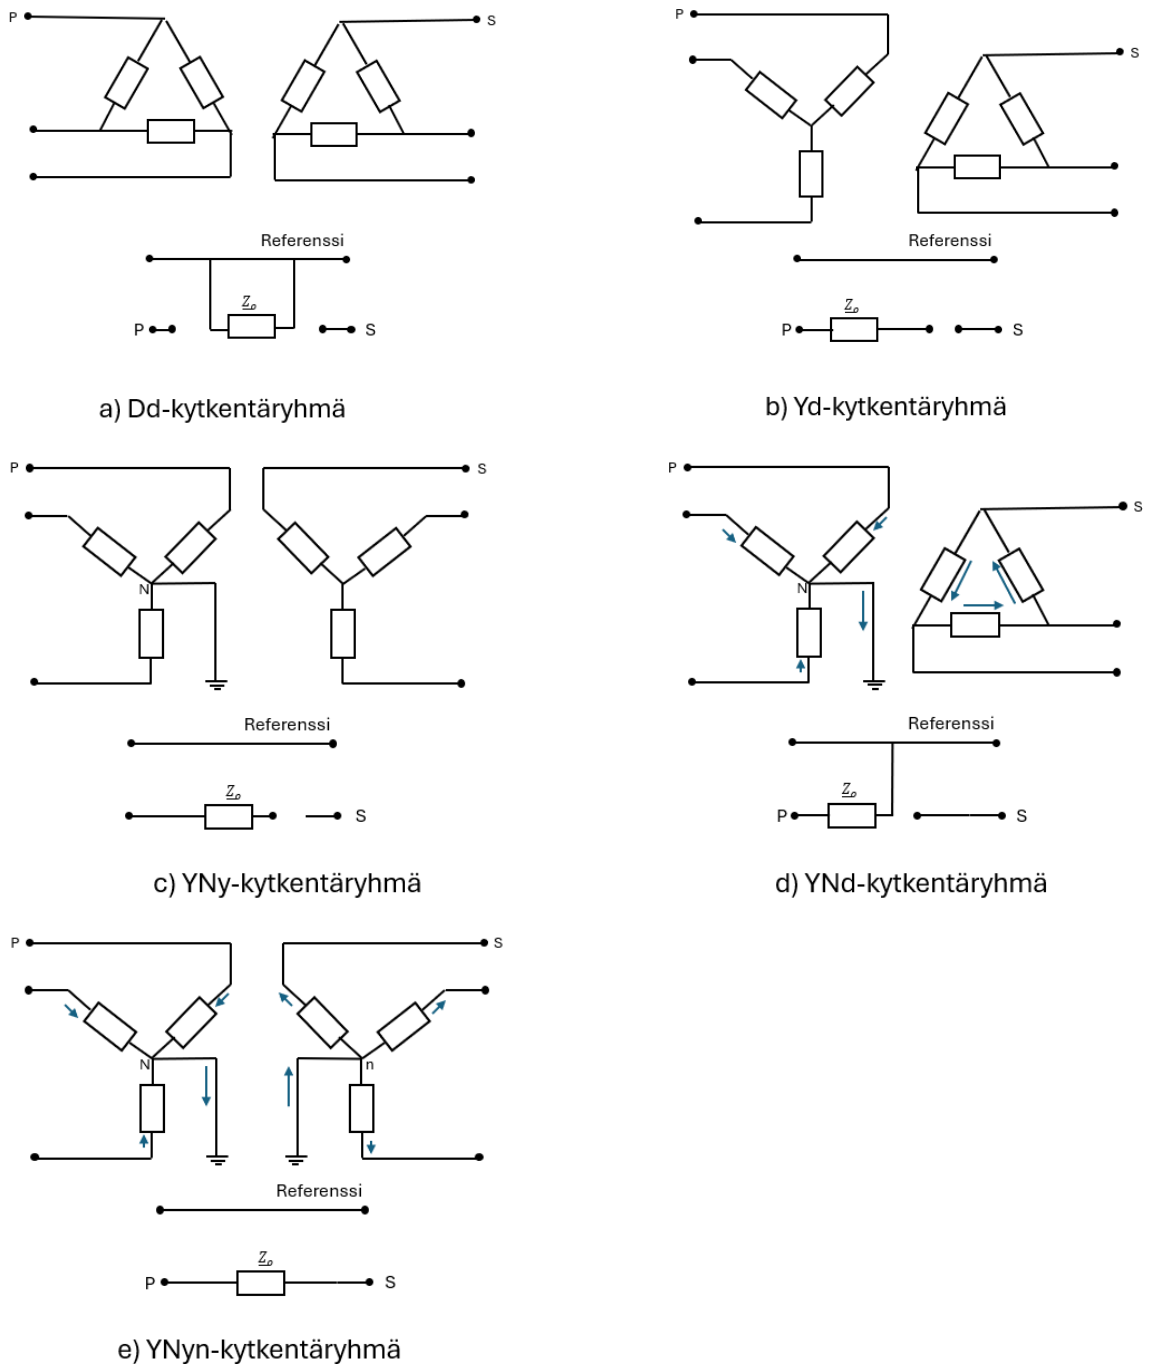 P
S
Referenssi
Z₀
P
S
a) Dd-kytkentäryhmä
P
S
Referenssi
Z₀
P
S
b) Yd-kytkentäryhmä
P
S
N
Referenssi
Z₀
S
c) YNy-kytkentäryhmä
P
S
N
Referenssi
Z₀
P
S
d) YNd-kytkentäryhmä
P
S
N
n
Referenssi
Z₀
P
S
e) YNyn-kytkentäryhmä